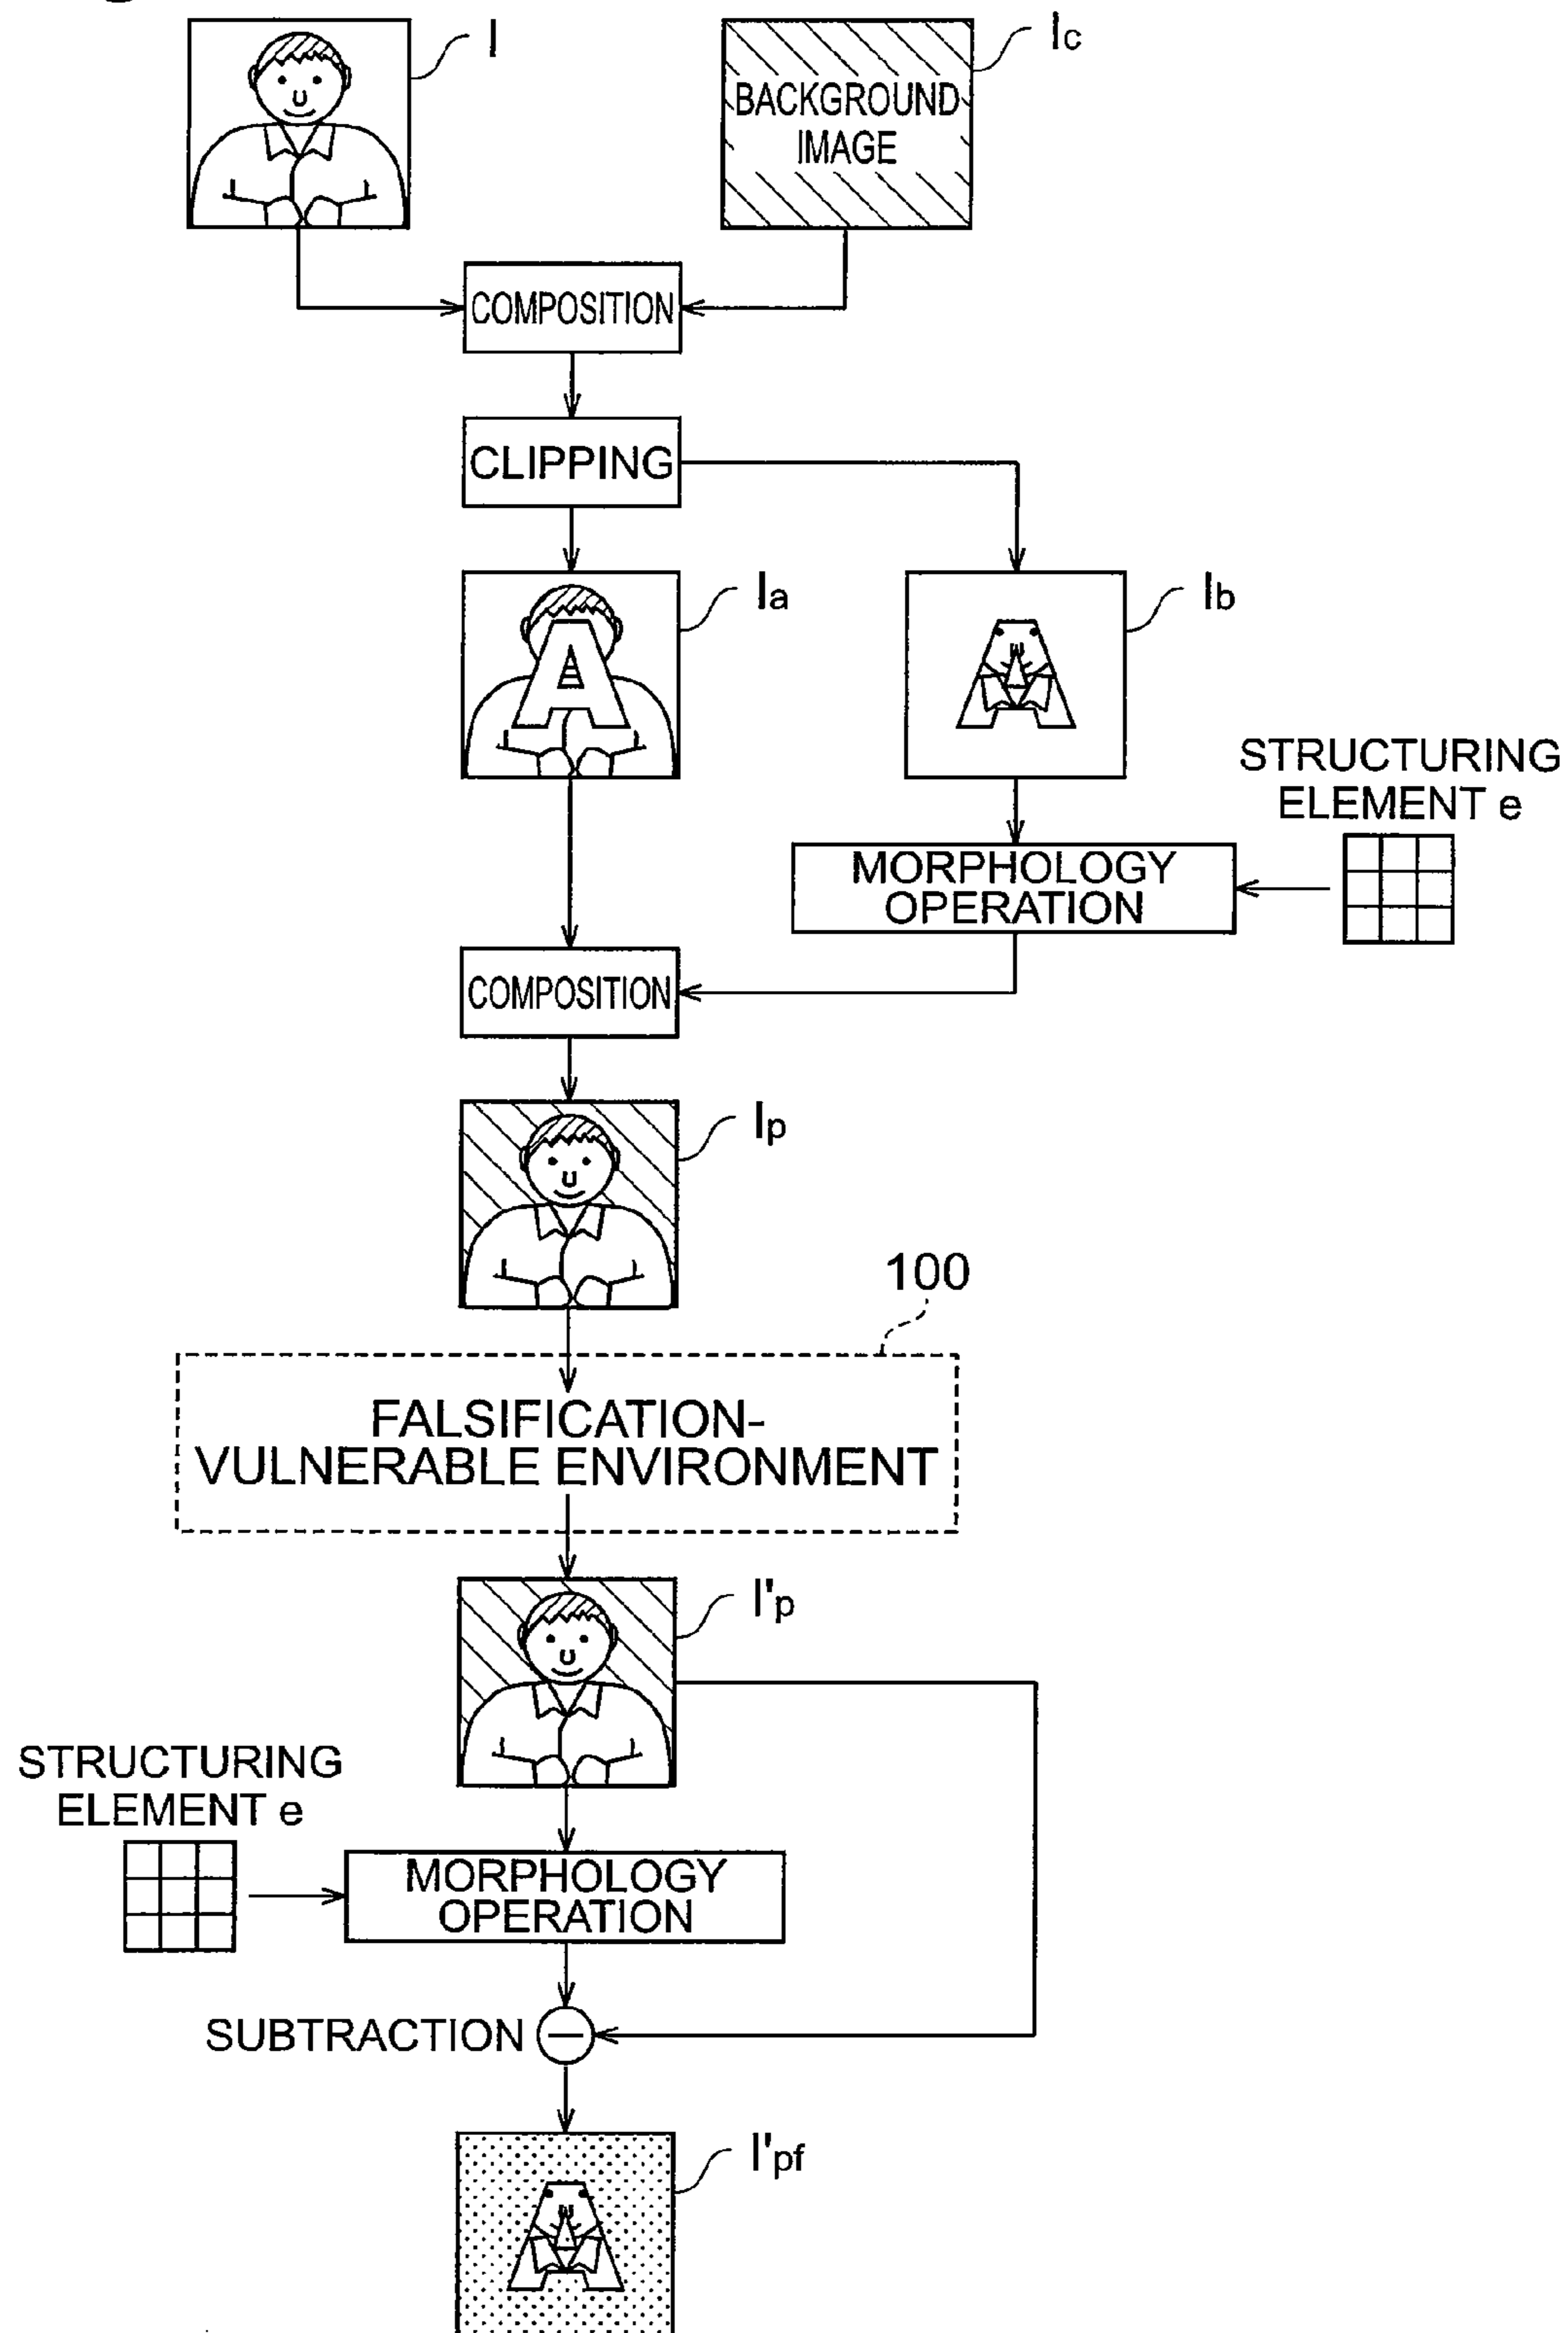 I
Ic
BACKGROUND
IMAGE
COMPOSITION
CLIPPING
Ia
A
Ib
A
STRUCTURING
ELEMENT e
MORPHOLOGY
OPERATION
COMPOSITION
Ip
100
FALSIFICATION-
VULNERABLE ENVIRONMENT
I'p
STRUCTURING
ELEMENT e
MORPHOLOGY
OPERATION
SUBTRACTION
I'pf
A